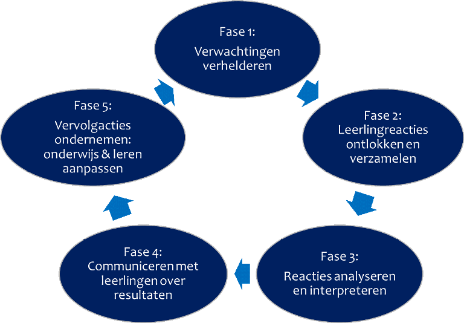 Fase 1:
Verwachtingen
verhelderen
Fase 2:
Leerlingreacties
ontlokken en
verzamelen
Fase 3:
Reacties analyseren
en interpreteren
Fase 4:
Communiceren met
leerlingen over
resultaten
Fase 5:
Vervolgacties
ondernemen:
onderwijs & leren
aanpassen